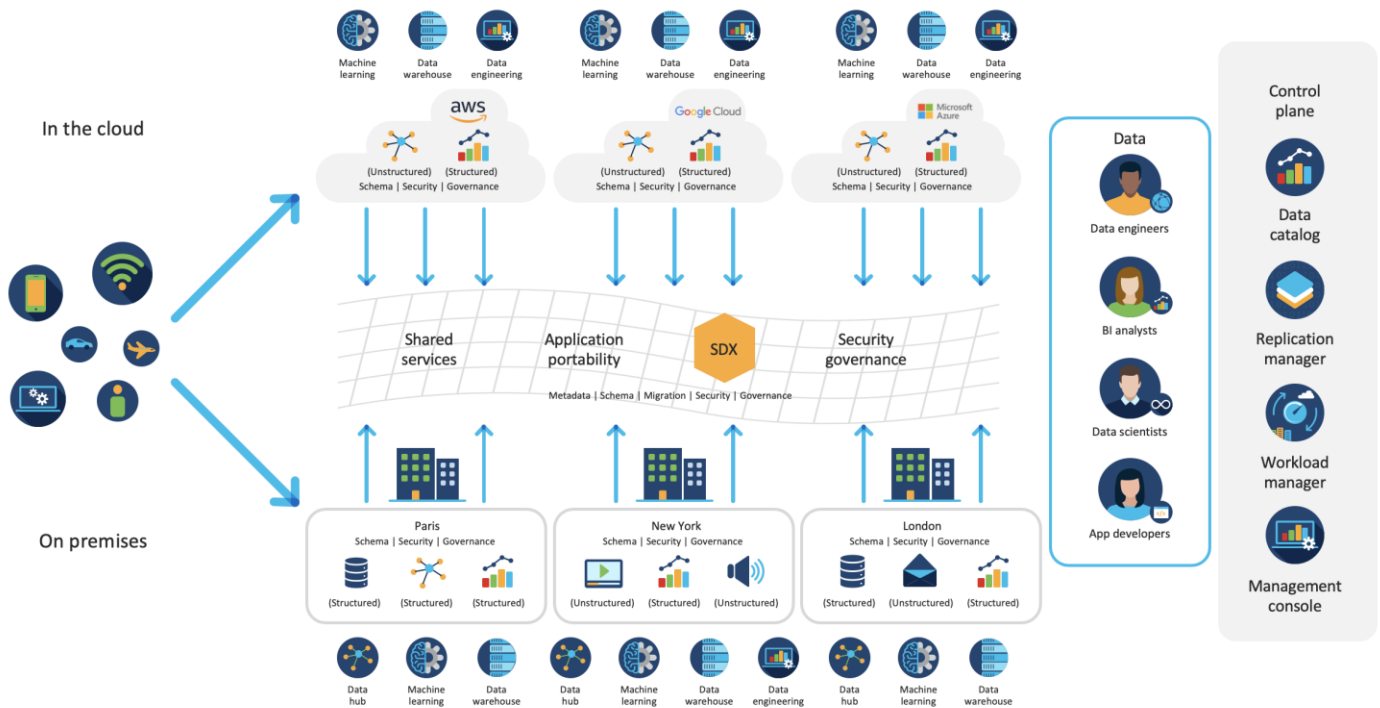 Machine learning
Data warehouse
Data engineering
Machine learning
Data warehouse
Data engineering
Machine learning
Data warehouse
Data engineering
In the cloud
aws
(Unstructured) (Structured)
Schema | Security | Governance
Google Cloud
(Unstructured) (Structured)
Schema | Security | Governance
Microsoft
Azure
(Unstructured) (Structured)
Schema | Security | Governance
Shared
services
Application
portability
SDX
Security
governance
Metadata | Schema | Migration | Security | Governance
On premises
Paris
Schema | Security | Governance
(Structured) (Structured) (Structured)
New York
Schema | Security | Governance
(Unstructured) (Structured) (Unstructured)
London
Schema | Security | Governance
(Structured) (Unstructured) (Structured)
Data hub
Machine learning
Data warehouse
Data hub
Machine learning
Data warehouse
Data engineering
Data hub
Machine learning
Data warehouse
Data
Data engineers
BI analysts
Data scientists
App developers
Control
plane
Data
catalog
Replication
manager
Workload
manager
Management
console